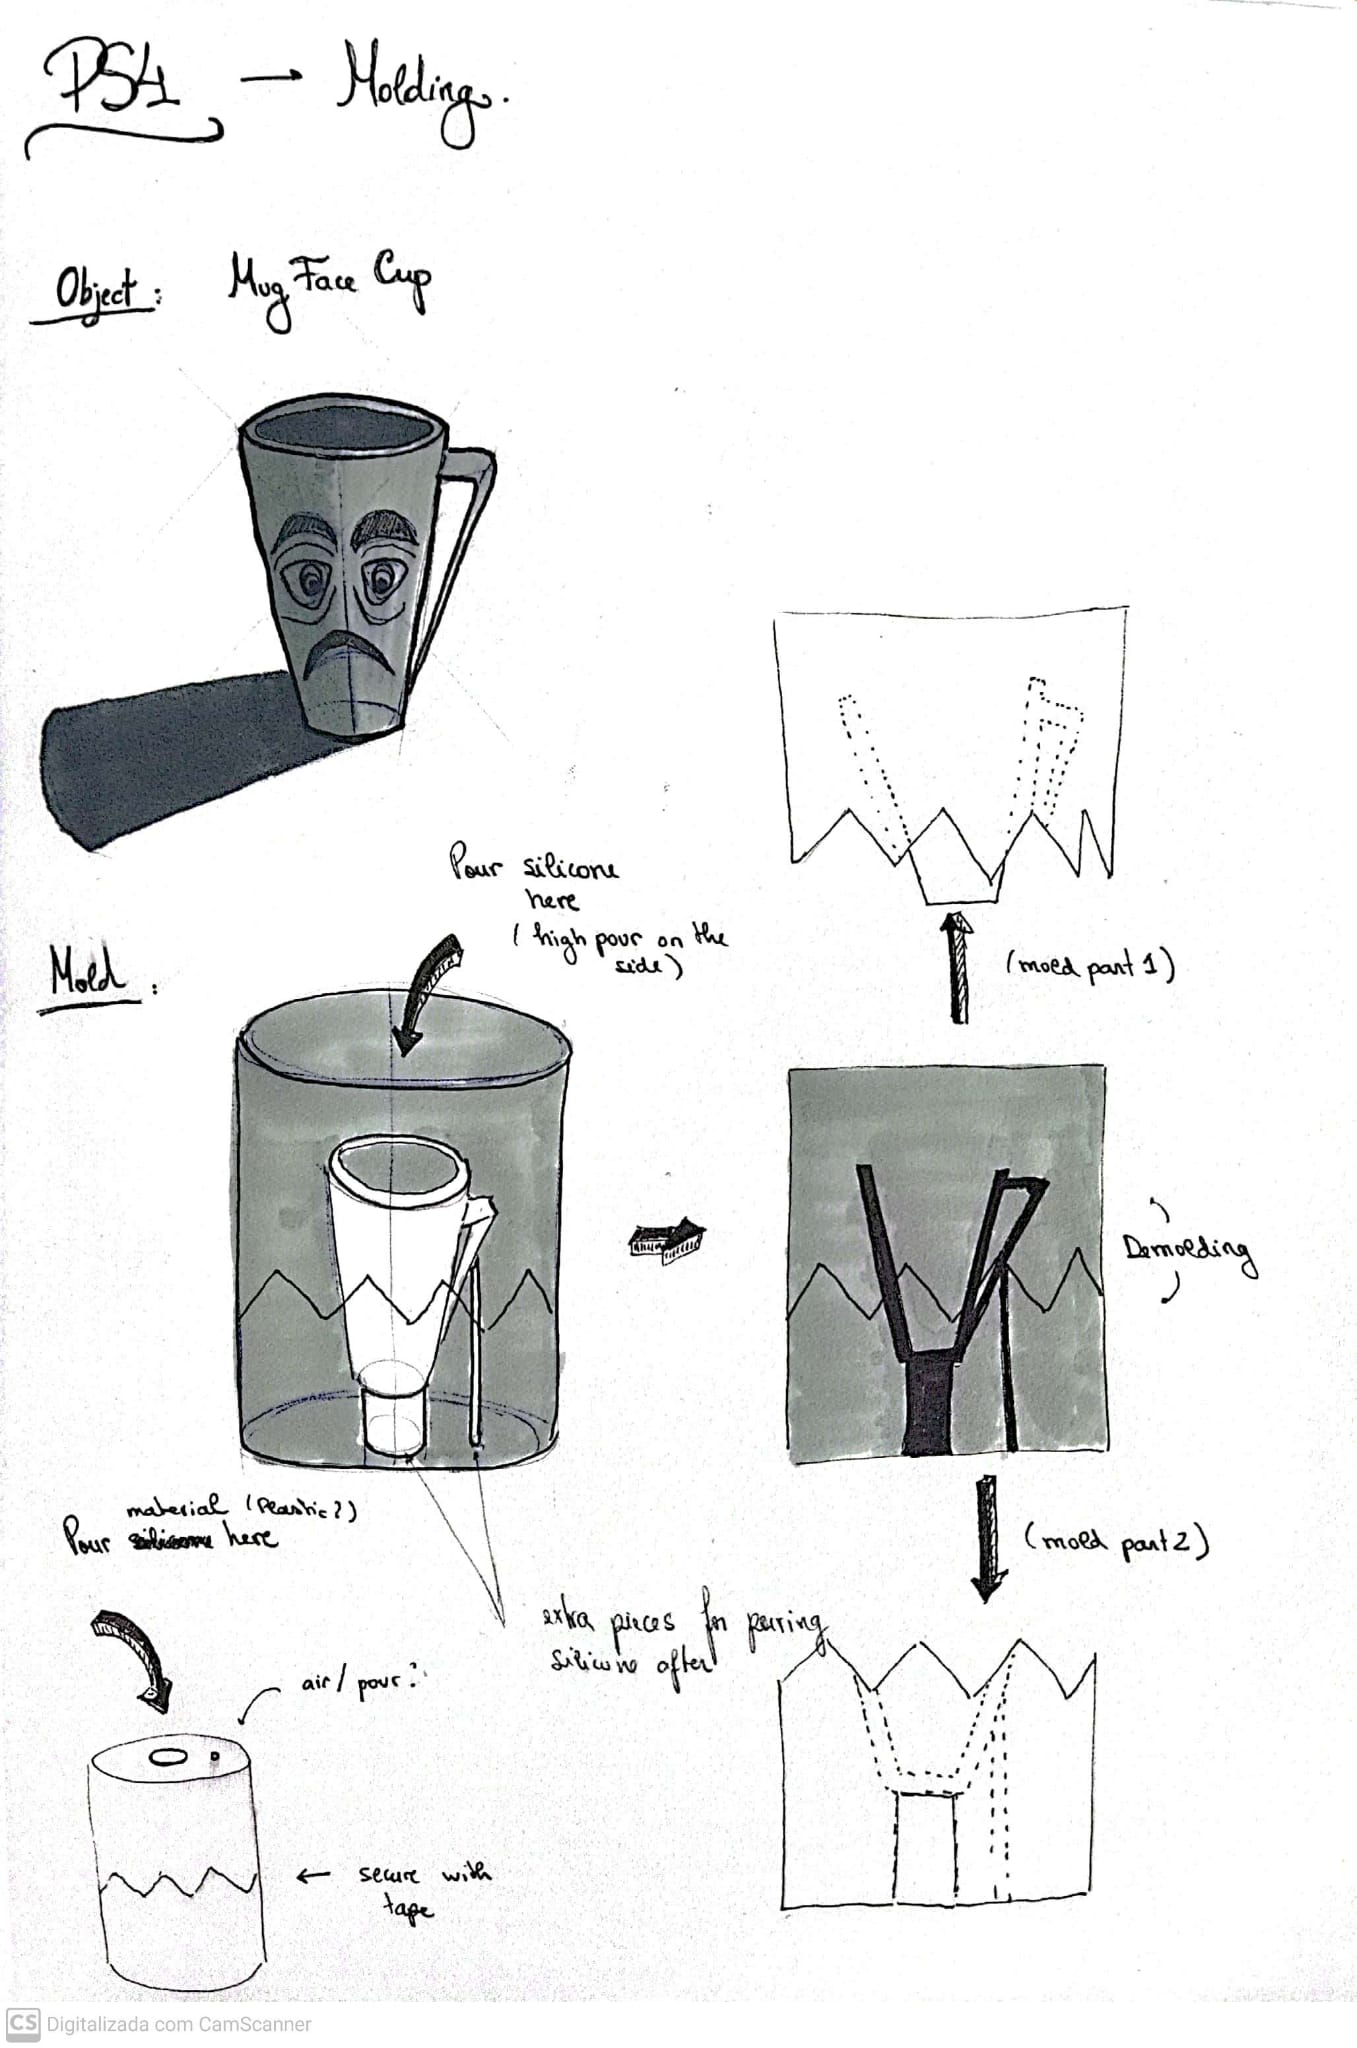 PS4 → Molding.
Object: Mug Face Cup
Pour silicone
here
(high pour on the
side)
Mold:
(mold part 1)
Demolding
material (Plastic?)
Pour silicone here
(mold part 2)
extra pieces for pouring
silicone after
air/pour?
← secure with
tape
CS Digitalizada com CamScanner